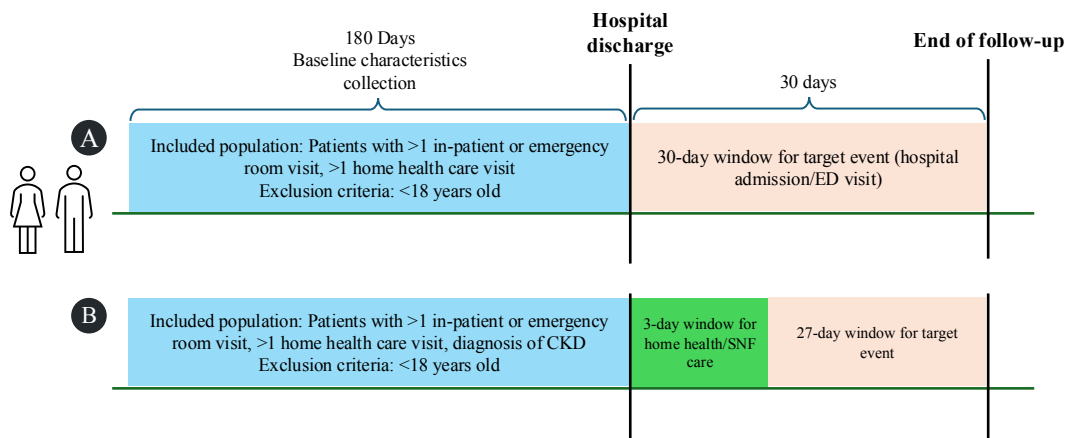 180 Days
Baseline characteristics
collection
Hospital
discharge
End of follow-up
30 days
A
Included population: Patients with >1 in-patient or emergency
room visit, >1 home health care visit
Exclusion criteria: <18 years old
30-day window for target event (hospital
admission/ED visit)
B
Included population: Patients with >1 in-patient or emergency
room visit, >1 home health care visit, diagnosis of CKD
Exclusion criteria: <18 years old
3-day window for
home health/SNF
care
27-day window for target
event